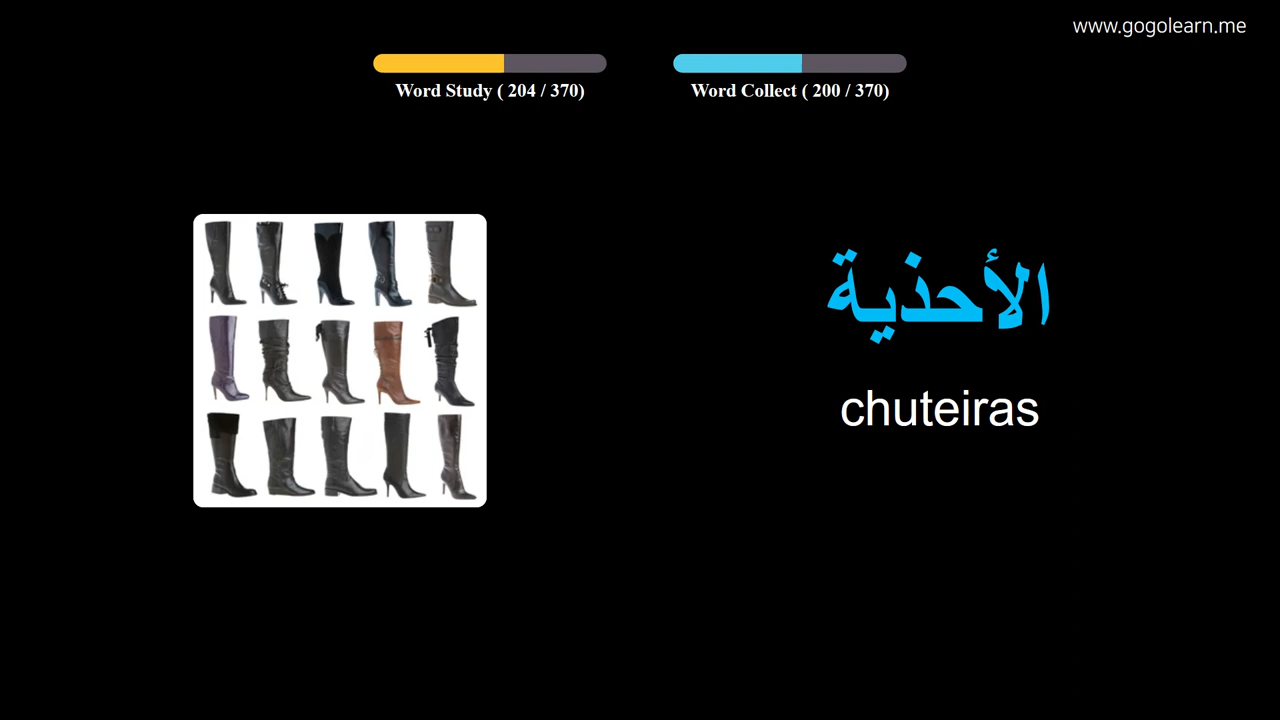 www.gogolearn.me
Word Study ( 204 / 370)
Word Collect ( 200 / 370)
الأحذية
chuteiras